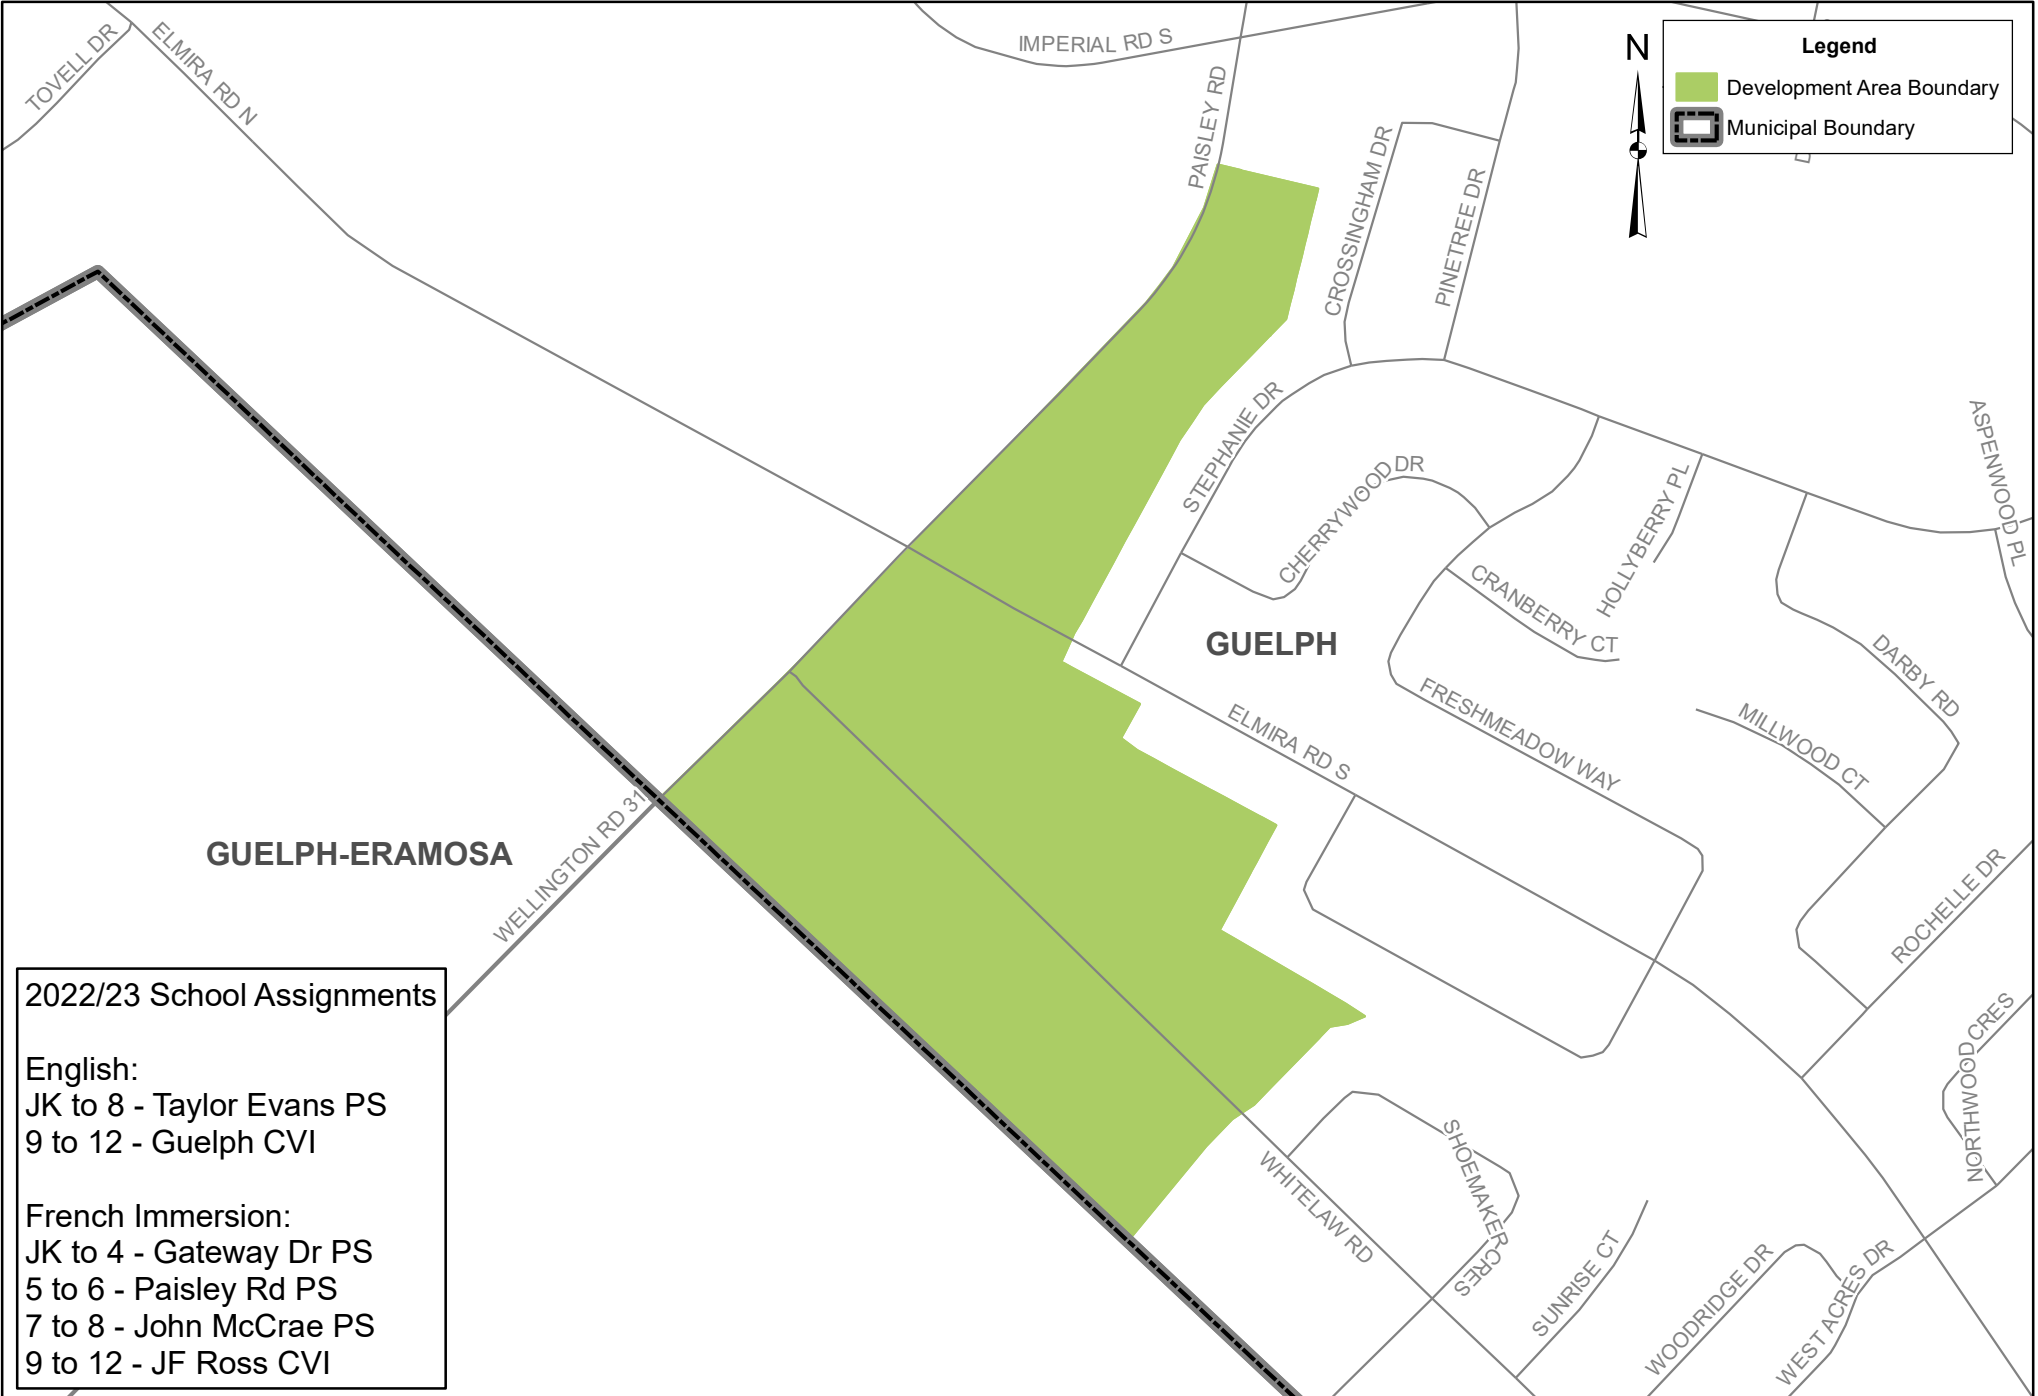 TOVELL DR
ELMIRA RD N
IMPERIAL RD S
PAISLEY RD
CROSSINGHAM DR
PINETREE DR
N
Legend
Development Area Boundary
Municipal Boundary
STEPHANIE DR
CHERRYWOOD DR
HOLLYBERRY PL
ASPENWOOD PL
CRANBERRY CT
GUELPH
DARBY RD
FRESHMEADOW WAY
ELMIRA RD S
MILLWOOD CT
WELLINGTON RD 31
GUELPH-ERAMOSA
ROCHELLE DR
NORTHWOOD CRES
SHOEMAKER CRES
WHITELAW RD
SUNRISE CT
WOODRIDGE DR
WEST ACRES DR
2022/23 School Assignments
English:
JK to 8 - Taylor Evans PS
9 to 12 - Guelph CVI
French Immersion:
JK to 4 - Gateway Dr PS
5 to 6 - Paisley Rd PS
7 to 8 - John McCrae PS
9 to 12 - JF Ross CVI